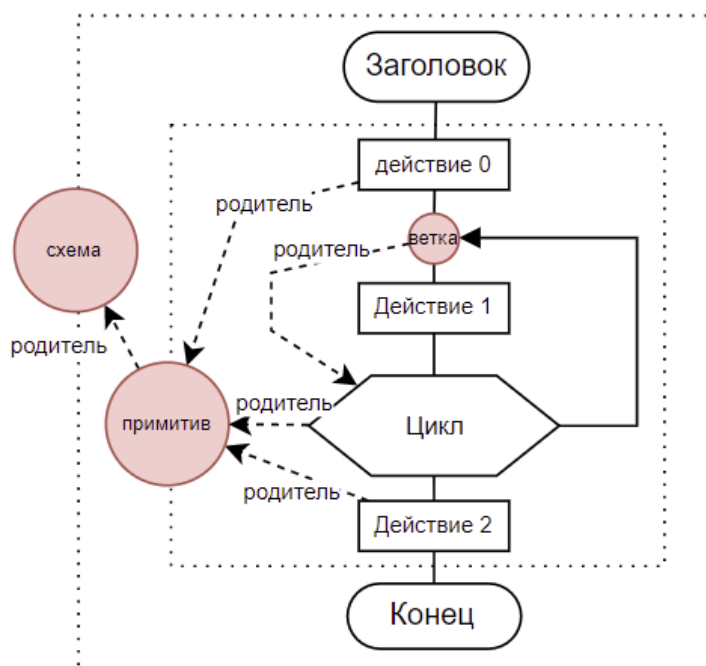 Заголовок
действие 0
родитель
ветка
родитель
схема
Действие 1
родитель
родитель
примитив
Цикл
родитель
Действие 2
Конец